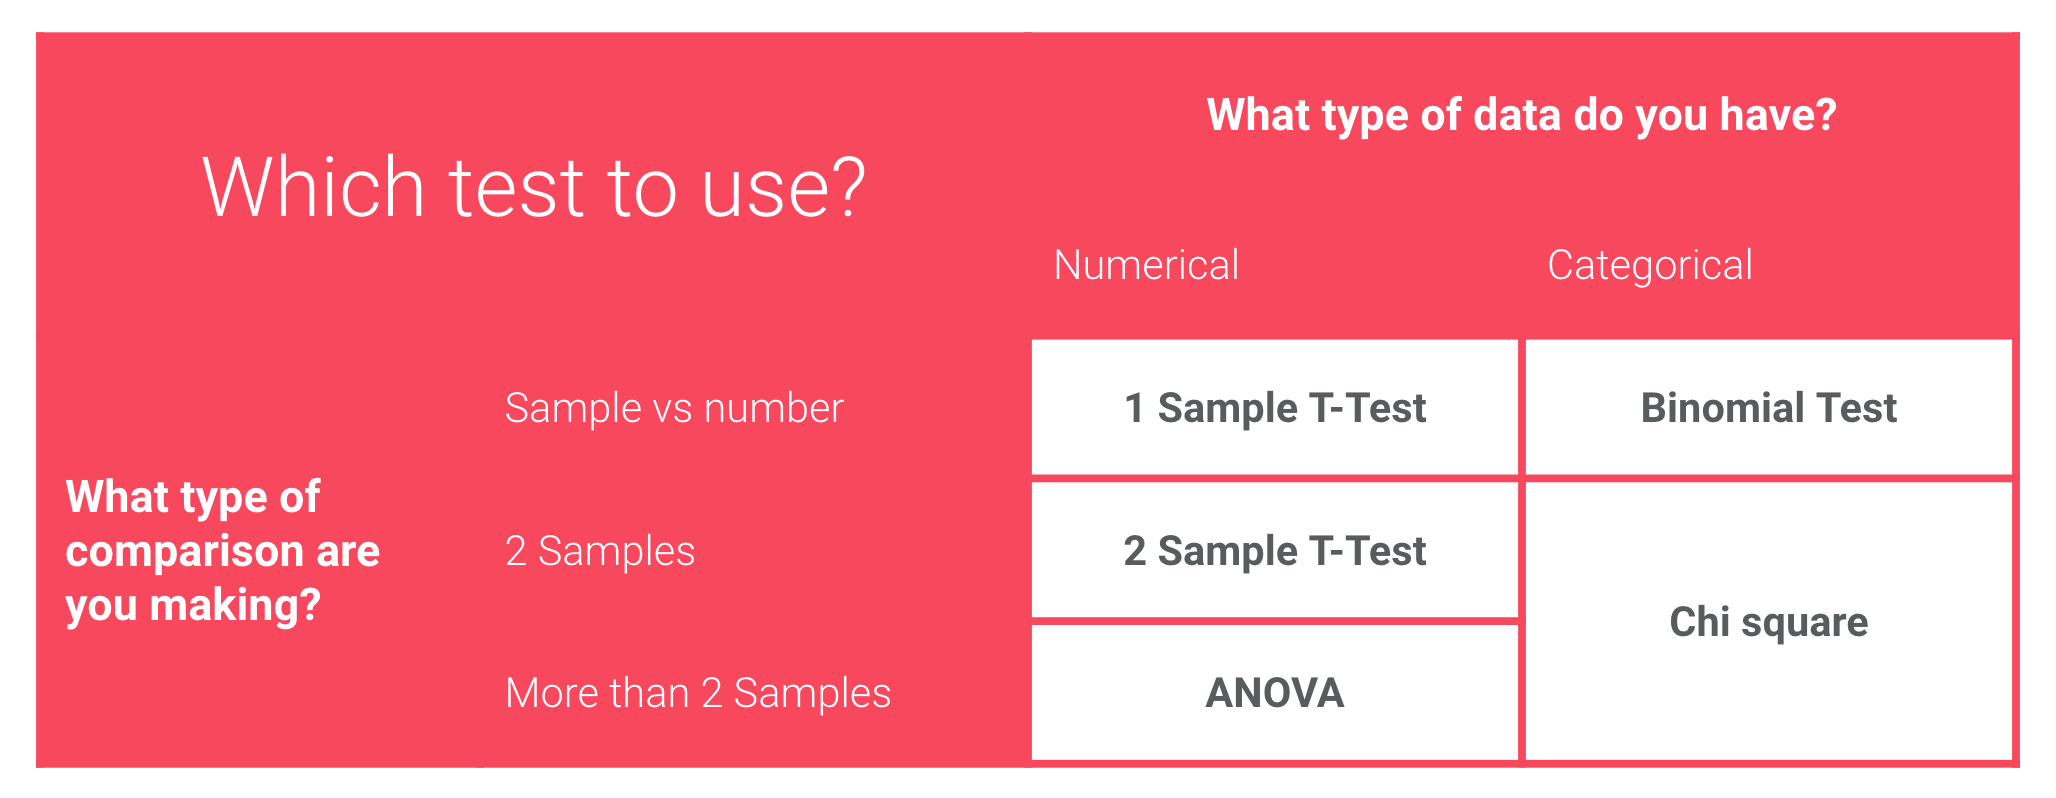 Which test to use?
What type of data do you have?
Numerical
Categorical
What type of
comparison are
you making?
Sample vs number
1 Sample T-Test
Binomial Test
2 Samples
2 Sample T-Test
Chi square
More than 2 Samples
ANOVA